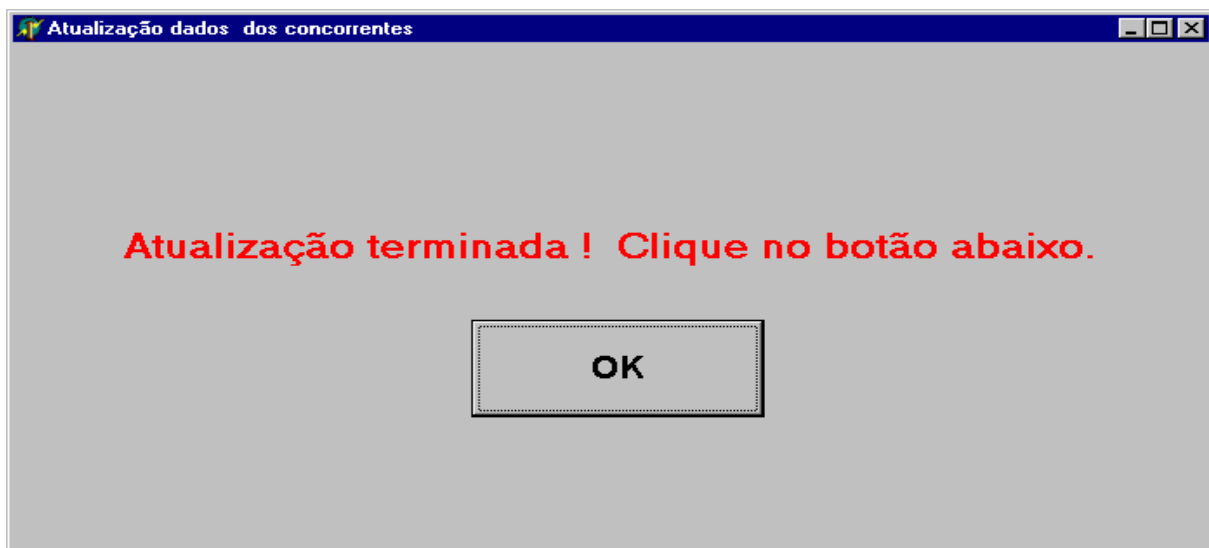 Atualização dados  dos concorrentes
Atualização terminada !  Clique no botão abaixo.
OK